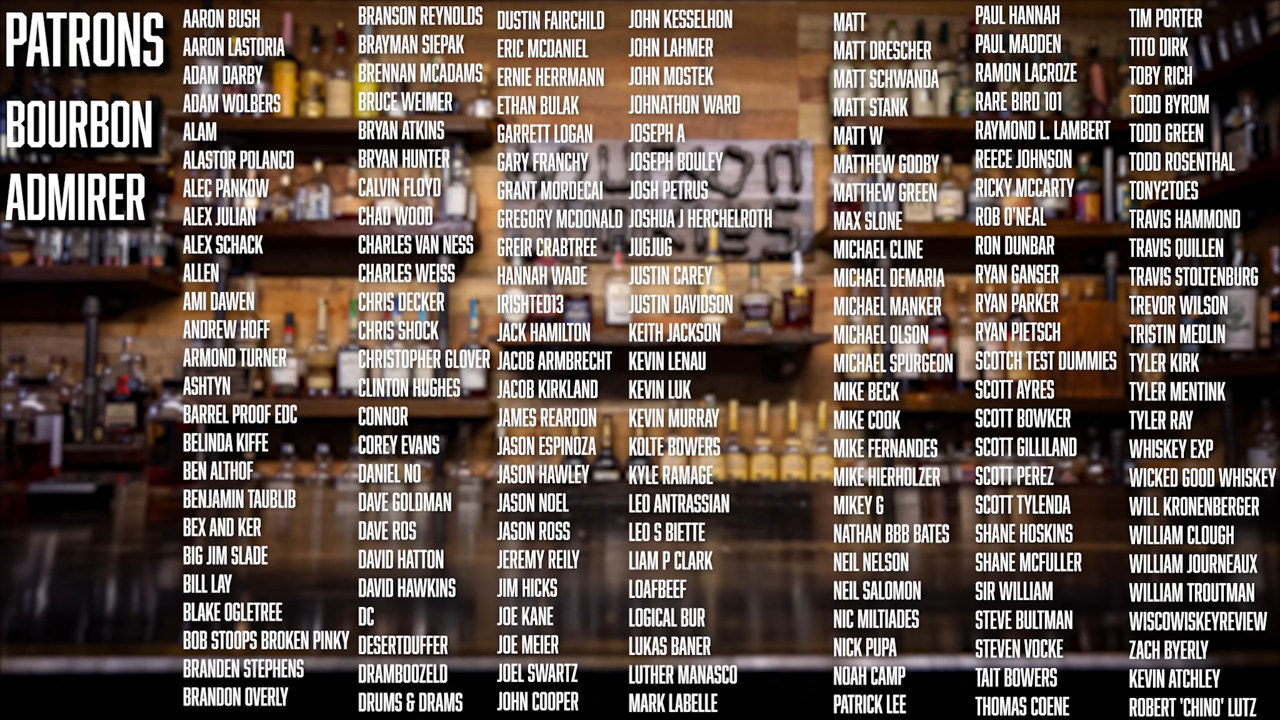 PATRONS
BOURBON
ADMIRER
AARON BUSH
AARON LASTORIA
ADAM DARBY
ADAM WOLBERS
ALAM
ALASTOR POLANCO
ALEC PANKOW
ALEX JULIAN
ALEX SCHACK
ALLEN
AMI DAWEN
ANDREW HOFF
ARMOND TURNER
ASHTYN
BARREL PROOF EDC
BELINDA KIFFE
BEN ALTHOF
BENJAMIN TAUBLIB
BEX AND KER
BIG JIM SLADE
BILL LAY
BLAKE OGLETREE
BOB STOOPS BROKEN PINKY
BRANDEN STEPHENS
BRANDON OVERLY
BRANSON REYNOLDS
BRAYMAN SIEPAK
BRENNAN MCADAMS
BRUCE WEIMER
BRYAN ATKINS
BRYAN HUNTER
CALVIN FLOYD
CHAD WOOD
CHARLES VAN NESS
CHARLES WEISS
CHRIS DECKER
CHRIS SHOCK
CHRISTOPHER GLOVER
CLINTON HUGHES
CONNOR
COREY EVANS
DANIEL NO
DAVE GOLDMAN
DAVE ROS
DAVID HATTON
DAVID HAWKINS
DC
DESERTDUFFER
DRAMBOOZELD
DRUMS & DRAMS
DUSTIN FAIRCHILD
ERIC MCDANIEL
ERNIE HERRMANN
ETHAN BULAK
GARRETT LOGAN
GARY FRANCHY
GRANT MORDECAI
GREGORY MCDONALD
GREIR CRABTREE
HANNAH WADE
IRISHTED13
JACK HAMILTON
JACOB ARMBRECHT
JACOB KIRKLAND
JAMES REARDON
JASON ESPINOZA
JASON HAWLEY
JASON NOEL
JASON ROSS
JEREMY REILY
JIM HICKS
JOE KANE
JOE MEIER
JOEL SWARTZ
JOHN COOPER
JOHN KESSELHON
JOHN LAHMER
JOHN MOSTEK
JOHNATHON WARD
JOSEPH A
JOSEPH BOULEY
JOSH PETRUS
JOSHUA J HERCHELROTH
JUGJUG
JUSTIN CAREY
JUSTIN DAVIDSON
KEITH JACKSON
KEVIN LENAU
KEVIN LUK
KEVIN MURRAY
KOLTE BOWERS
KYLE RAMAGE
LEO ANTRASSIAN
LEO S BIETTE
LIAM P CLARK
LOAFBEEF
LOGICAL BUR
LUKAS BANER
LUTHER MANASCO
MARK LABELLE
MATT
MATT DRESCHER
MATT SCHWANDA
MATT STANK
MATT W
MATTHEW GODBY
MATTHEW GREEN
MAX SLONE
MICHAEL CLINE
MICHAEL DEMARIA
MICHAEL MANKER
MICHAEL OLSON
MICHAEL SPURGEON
MIKE BECK
MIKE COOK
MIKE FERNANDES
MIKE HIERHOLZER
MIKEY G
NATHAN BBB BATES
NEIL NELSON
NEIL SALOMON
NIC MILTIADES
NICK PUPA
NOAH CAMP
PATRICK LEE
PAUL HANNAH
PAUL MADDEN
RAMON LACROZE
RARE BIRD 101
RAYMOND L. LAMBERT
REECE JOHNSON
RICKY MCCARTY
ROB O'NEAL
RON DUNBAR
RYAN GANSER
RYAN PARKER
RYAN PIETSCH
SCOTCH TEST DUMMIES
SCOTT AYRES
SCOTT BOWKER
SCOTT GILLILAND
SCOTT PEREZ
SCOTT TYLENDA
SHANE HOSKINS
SHANE MCFULLER
SIR WILLIAM
STEVE BULTMAN
STEVEN VOCKE
TAIT BOWERS
THOMAS COENE
TIM PORTER
TITO DIRK
TOBY RICH
TODD BYROM
TODD GREEN
TODD ROSENTHAL
TONY2TOES
TRAVIS HAMMOND
TRAVIS QUILLEN
TRAVIS STOLTENBURG
TREVOR WILSON
TRISTIN MEDLIN
TYLER KIRK
TYLER MENTINK
TYLER RAY
WHISKEY EXP
WICKED GOOD WHISKEY
WILL KRONENBERGER
WILLIAM CLOUGH
WILLIAM JOURNEAUX
WILLIAM TROUTMAN
WISCOWISKEYREVIEW
ZACH BYERLY
KEVIN ATCHLEY
ROBERT 'CHINO' LUTZ